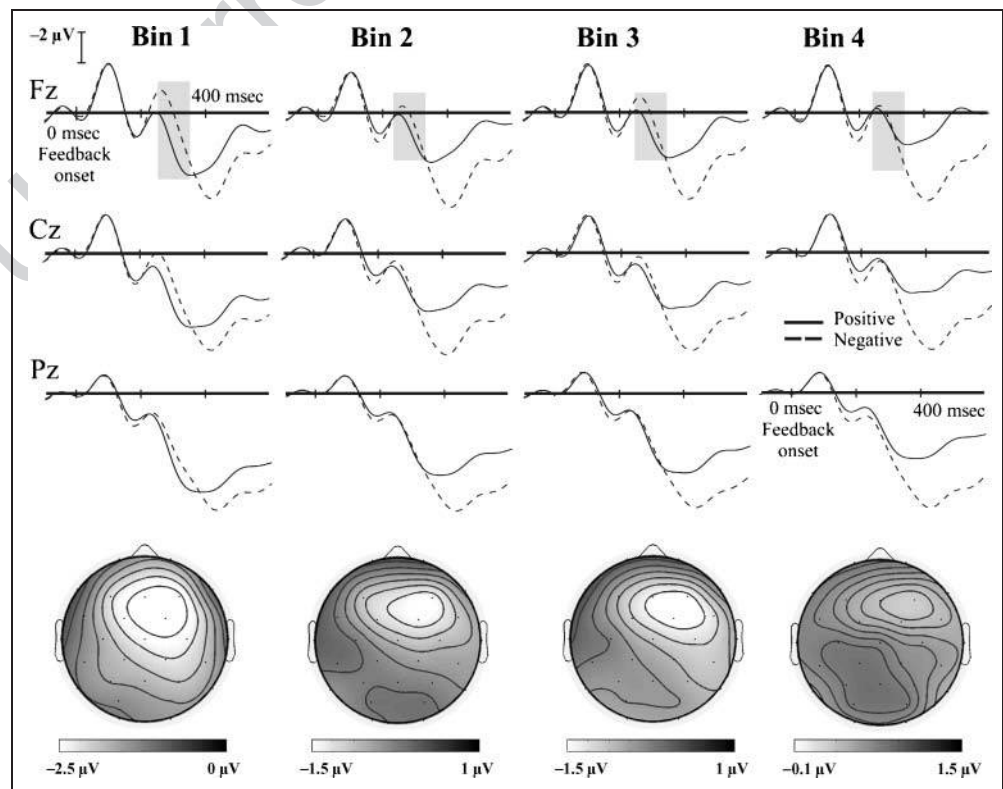 −2 μV
Bin 1
Bin 2
Bin 3
Bin 4
Fz
400 msec
0 msec
Feedback
onset
Cz
Positive
Negative
Pz
0 msec
400 msec
Feedback
onset
−2.5 μV
0 μV
−1.5 μV
1 μV
−1.5 μV
1 μV
−0.1 μV
1.5 μV